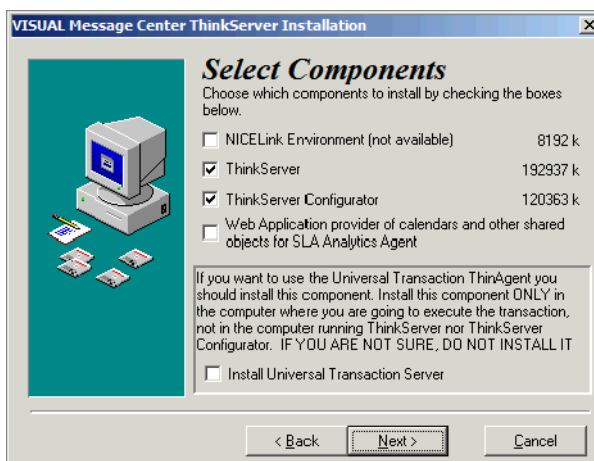 VISUAL Message Center ThinkServer Installation
Select Components
Choose which components to install by checking the boxes
below.
NICELink Environment (not available) 8192 k
ThinkServer 192937 k
ThinkServer Configurator 120363 k
Web Application provider of calendars and other shared
objects for SLA Analytics Agent
If you want to use the Universal Transaction ThinAgent you
should install this component. Install this component ONLY in
the computer where you are going to execute the transaction,
not in the computer running ThinkServer nor ThinkServer
Configurator. IF YOU ARE NOT SURE, DO NOT INSTALL IT
Install Universal Transaction Server
< Back Next > Cancel